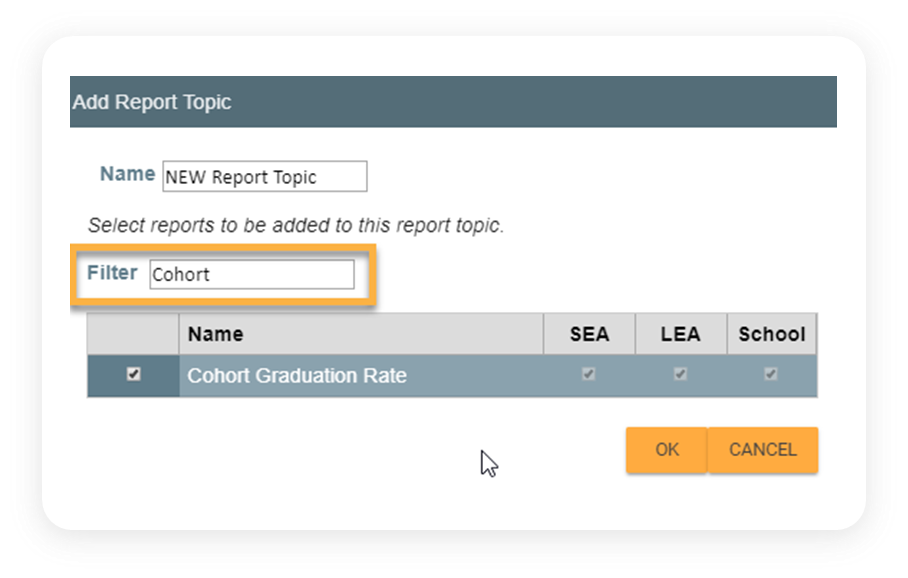 Add Report Topic
Name NEW Report Topic
Select reports to be added to this report topic.
Filter Cohort
Name SEA LEA School
Cohort Graduation Rate
OK CANCEL